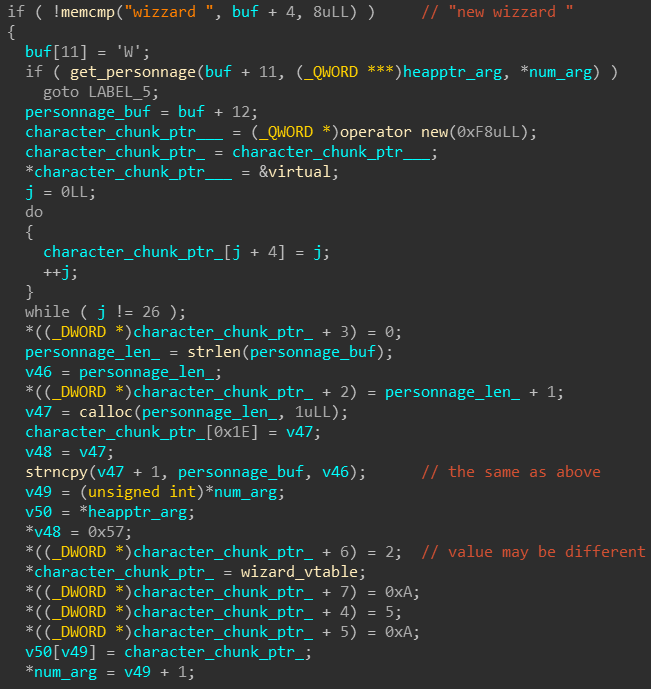 if ( !memcmp("wizzard ", buf + 4, 8uLL) )     // "new wizzard "
{
  buf[11] = 'W';
  if ( get_personnage(buf + 11, (_QWORD ***)heapptr_arg, *num_arg) )
    goto LABEL_5;
  personnage_buf = buf + 12;
  character_chunk_ptr___ = (_QWORD *)operator new(0xF8uLL);
  character_chunk_ptr_ = character_chunk_ptr___;
  *character_chunk_ptr___ = &virtual;
  j = 0LL;
  do
  {
    character_chunk_ptr_[j + 4] = j;
    ++j;
  }
  while ( j != 26 );
  *((_DWORD *)character_chunk_ptr_ + 3) = 0;
  personnage_len_ = strlen(personnage_buf);
  v46 = personnage_len_;
  *((_DWORD *)character_chunk_ptr_ + 2) = personnage_len_ + 1;
  v47 = calloc(personnage_len_, 1uLL);
  character_chunk_ptr_[0x1E] = v47;
  v48 = v47;
  strncpy(v47 + 1, personnage_buf, v46);      // the same as above
  v49 = (unsigned int)*num_arg;
  v50 = *heapptr_arg;
  *v48 = 0x57;
  *((_DWORD *)character_chunk_ptr_ + 6) = 2;  // value may be different
  *character_chunk_ptr_ = wizard_vtable;
  *((_DWORD *)character_chunk_ptr_ + 7) = 0xA;
  *((_DWORD *)character_chunk_ptr_ + 4) = 5;
  *((_DWORD *)character_chunk_ptr_ + 5) = 0xA;
  v50[v49] = character_chunk_ptr_;
  *num_arg = v49 + 1;